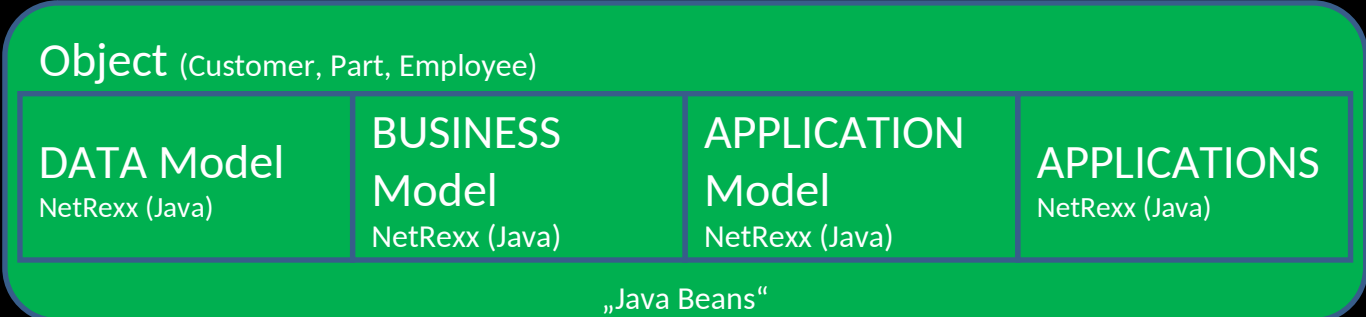 Object (Customer, Part, Employee)
DATA Model
NetRexx (Java)
BUSINESS
Model
NetRexx (Java)
APPLICATION
Model
NetRexx (Java)
APPLICATIONS
NetRexx (Java)
„Java Beans“